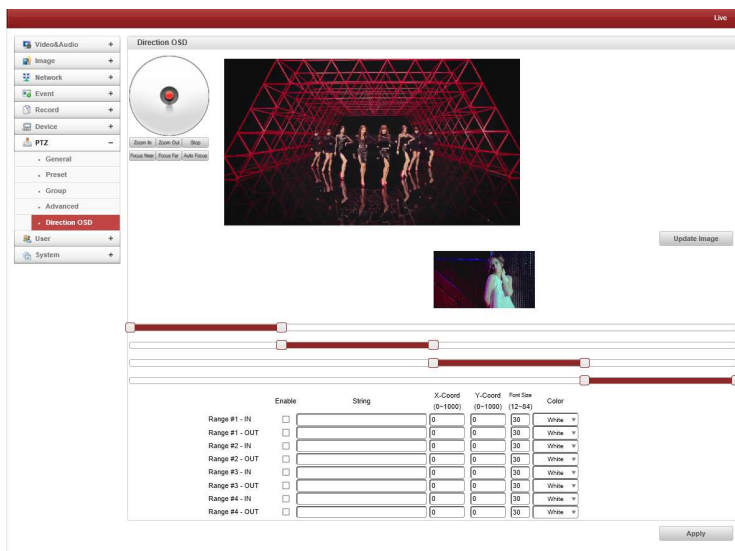 Live
Video&Audio +
Direction OSD
Image +
Network +
Event +
Record +
Device +
PTZ −
Zoom In Zoom Out Stop
Focus Near Focus Far Auto Focus
General
Preset
Group
Advanced
Direction OSD
User +
System +
Update Image
Enable String X-Coord (0~1000) Y-Coord (0~1000) Font Size (12~84) Color
Range #1 - IN 0 0 30 White
Range #1 - OUT 0 0 30 White
Range #2 - IN 0 0 30 White
Range #2 - OUT 0 0 30 White
Range #3 - IN 0 0 30 White
Range #3 - OUT 0 0 30 White
Range #4 - IN 0 0 30 White
Range #4 - OUT 0 0 30 White
Apply